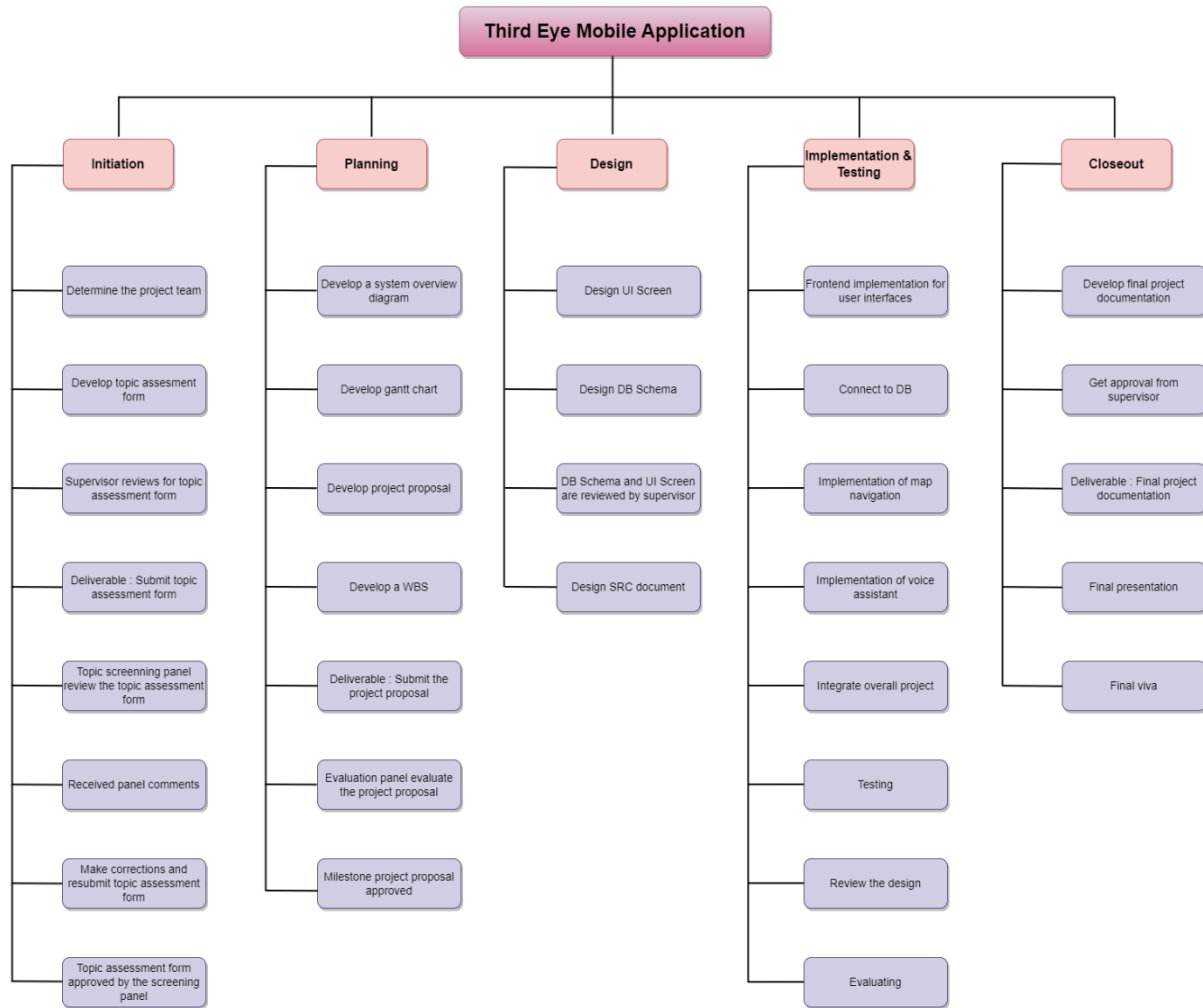 Third Eye Mobile Application
Initiation
Determine the project team
Develop topic assesment
form
Supervisor reviews for topic
assessment form
Deliverable : Submit topic
assessment form
Topic screenning panel
review the topic assessment
form
Received panel comments
Make corrections and
resubmit topic assessment
form
Topic assessment form
approved by the screening
panel
Planning
Develop a system overview
diagram
Develop gantt chart
Develop project proposal
Develop a WBS
Deliverable : Submit the
project proposal
Evaluation panel evaluate
the project proposal
Milestone project proposal
approved
Design
Design UI Screen
Design DB Schema
DB Schema and UI Screen
are reviewed by supervisor
Design SRC document
Implementation &
Testing
Frontend implementation for
user interfaces
Connect to DB
Implementation of map
navigation
Implementation of voice
assistant
Integrate overall project
Testing
Review the design
Evaluating
Closeout
Develop final project
documentation
Get approval from
supervisor
Deliverable : Final project
documentation
Final presentation
Final viva